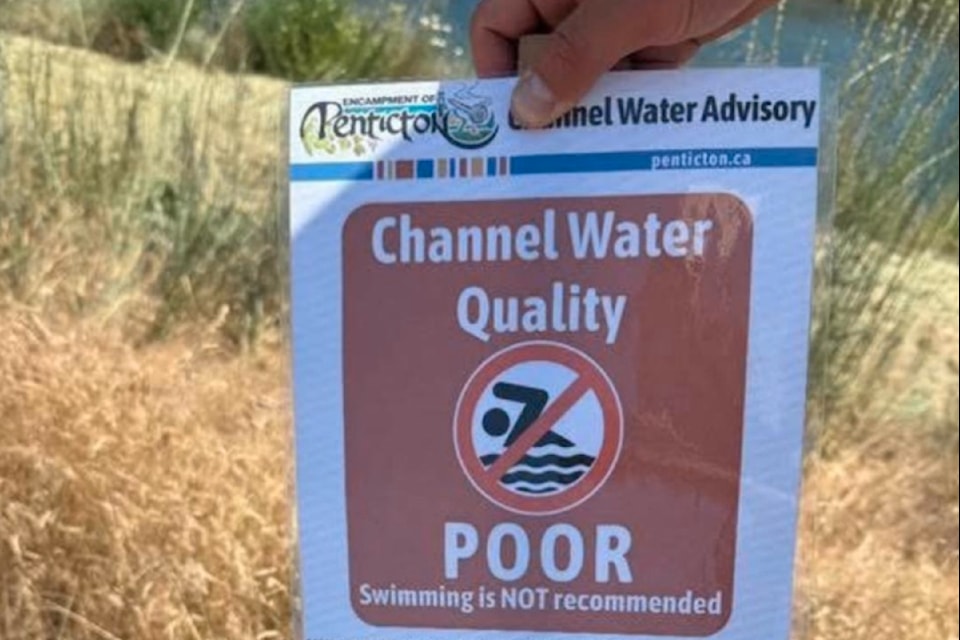 ENCAMPMENT OF
Penticton
Channel Water Advisory
penticton.ca
Channel Water
Quality
POOR
Swimming is NOT recommended